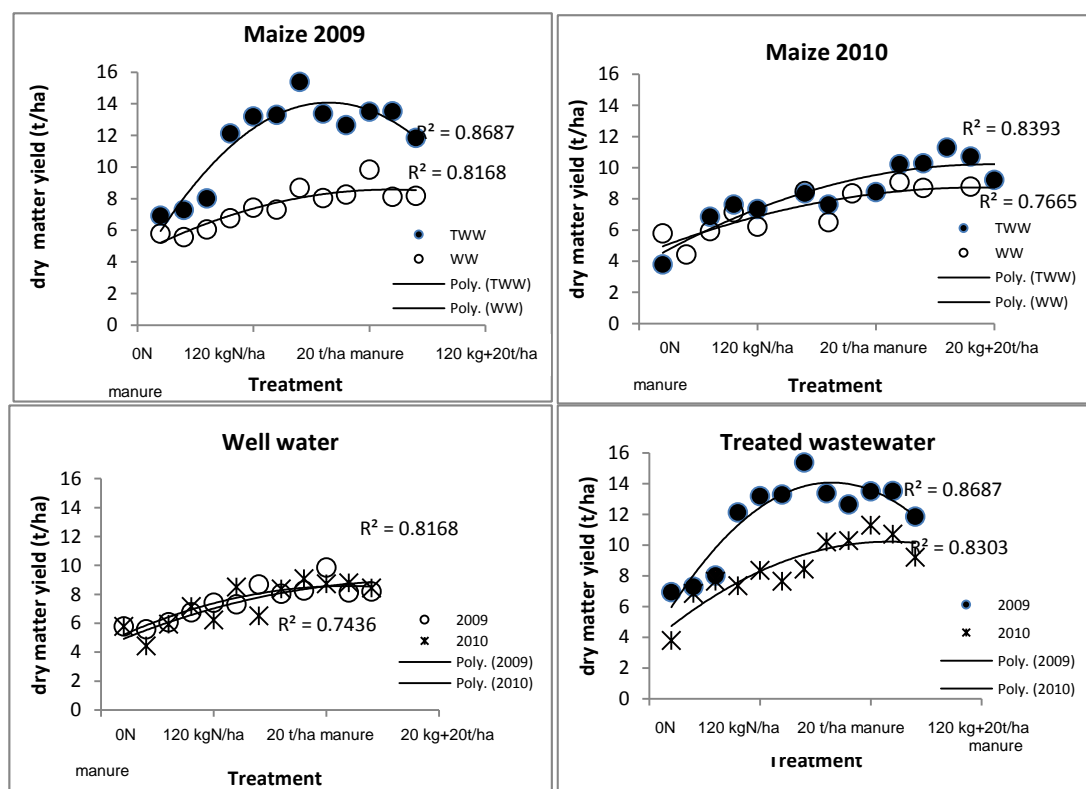 Maize 2009
16
14
12
10
8
6
4
2
0
dry matter yield (t/ha)
R² = 0.8687
R² = 0.8168
TWW
WW
Poly. (TWW)
Poly. (WW)
0N 120 kgN/ha 20 t/ha manure 120 kg+20t/ha
manure
Treatment
Maize 2010
16
14
12
10
8
6
4
2
0
dry matter yield (t/ha)
R² = 0.8393
R² = 0.7665
TWW
WW
Poly. (TWW)
Poly. (WW)
0N 120 kgN/ha 20 t/ha manure 20 kg+20t/ha
manure
Treatment
Well water
16
14
12
10
8
6
4
2
0
dry matter yield (t/ha)
R² = 0.8168
R² = 0.7436
2009
2010
Poly. (2009)
Poly. (2010)
0N 120 kgN/ha 20 t/ha manure 20 kg+20t/ha
manure
Treatment
Treated wastewater
16
14
12
10
8
6
4
2
0
dry matter yield (t/ha)
R² = 0.8687
R² = 0.8303
2009
2010
Poly. (2009)
Poly. (2010)
0N 120 kgN/ha 20 t/ha manure 120 kg+20t/ha
manure
Treatment